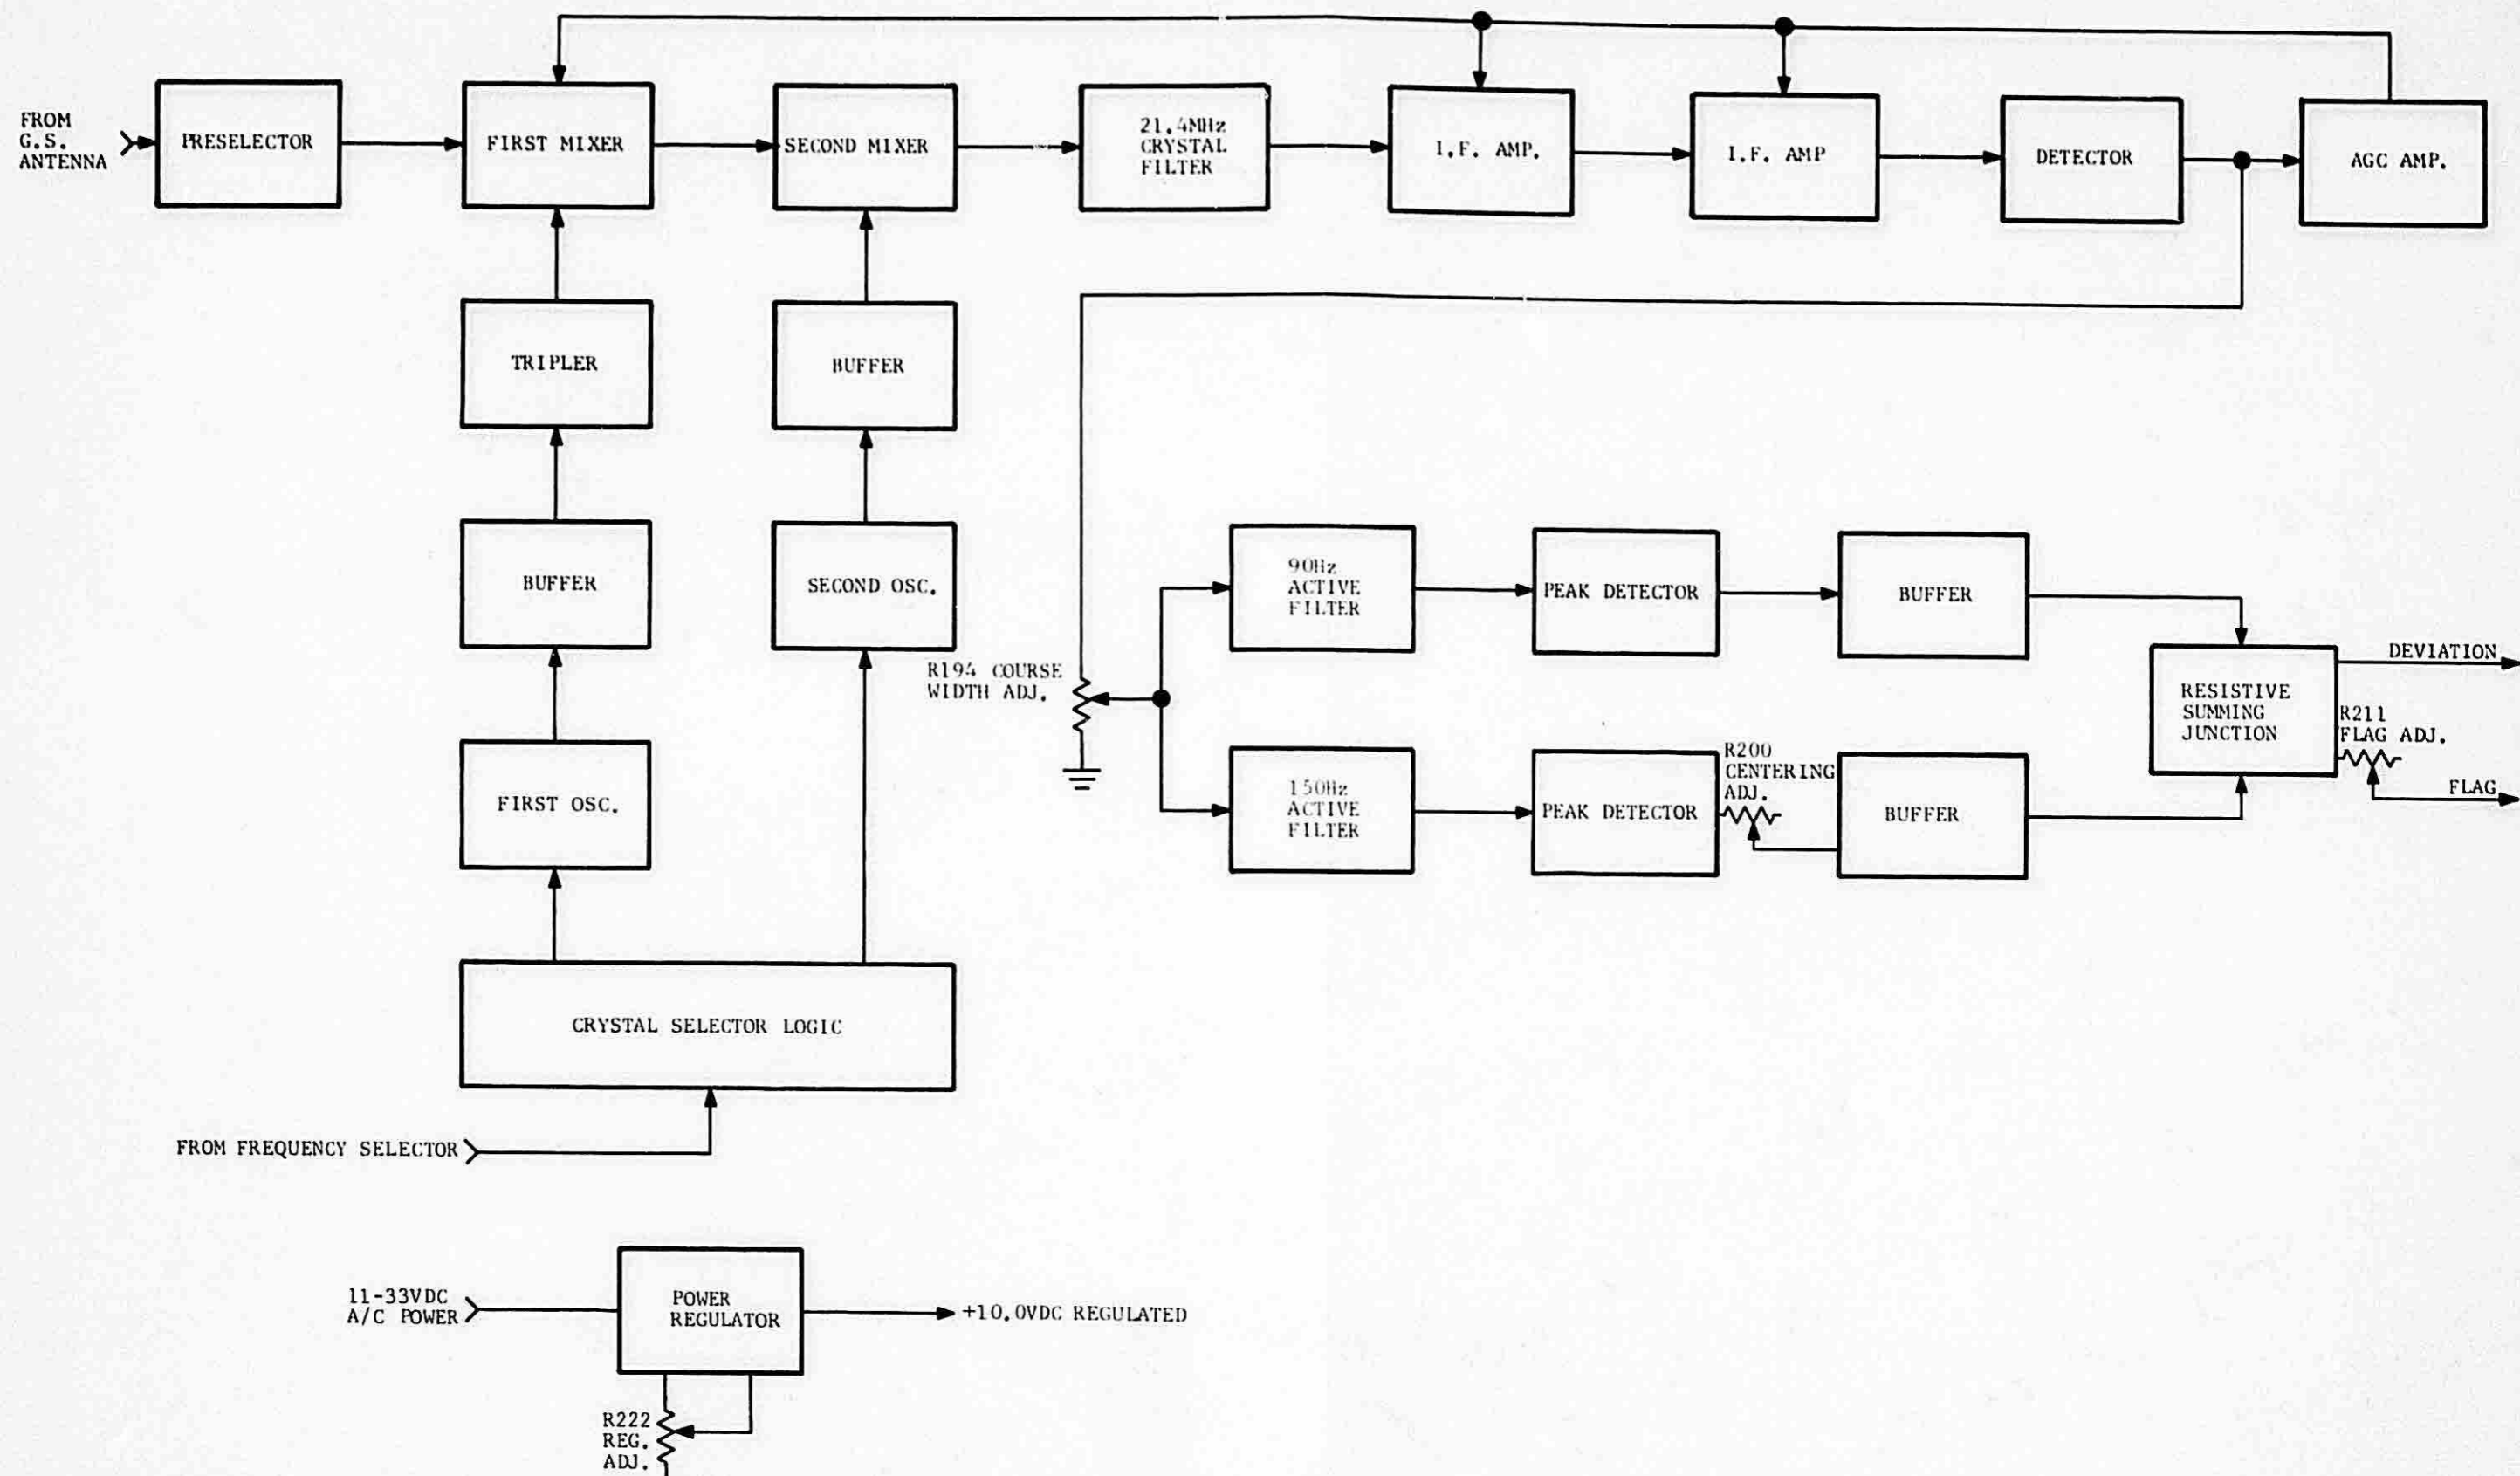 FROM
G.S.
ANTENNA
PRESELECTOR
FIRST MIXER
SECOND MIXER
21.4MHz
CRYSTAL
FILTER
I.F. AMP.
I.F. AMP
DETECTOR
AGC AMP.
TRIPLER
BUFFER
BUFFER
SECOND OSC.
90Hz
ACTIVE
FILTER
PEAK DETECTOR
BUFFER
R194 COURSE
WIDTH ADJ.
RESISTIVE
SUMMING
JUNCTION
DEVIATION
R211
FLAG ADJ.
FLAG
FIRST OSC.
150Hz
ACTIVE
FILTER
PEAK DETECTOR
R200
CENTERING
ADJ.
BUFFER
CRYSTAL SELECTOR LOGIC
FROM FREQUENCY SELECTOR
11-33VDC
A/C POWER
POWER
REGULATOR
+10.0VDC REGULATED
R222
REG.
ADJ.